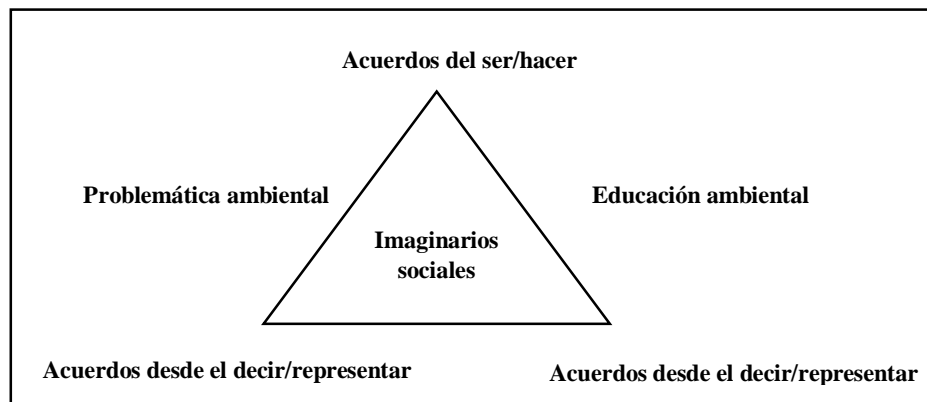 Acuerdos del ser/hacer
Problemática ambiental
Educación ambiental
Imaginarios
sociales
Acuerdos desde el decir/representar
Acuerdos desde el decir/representar